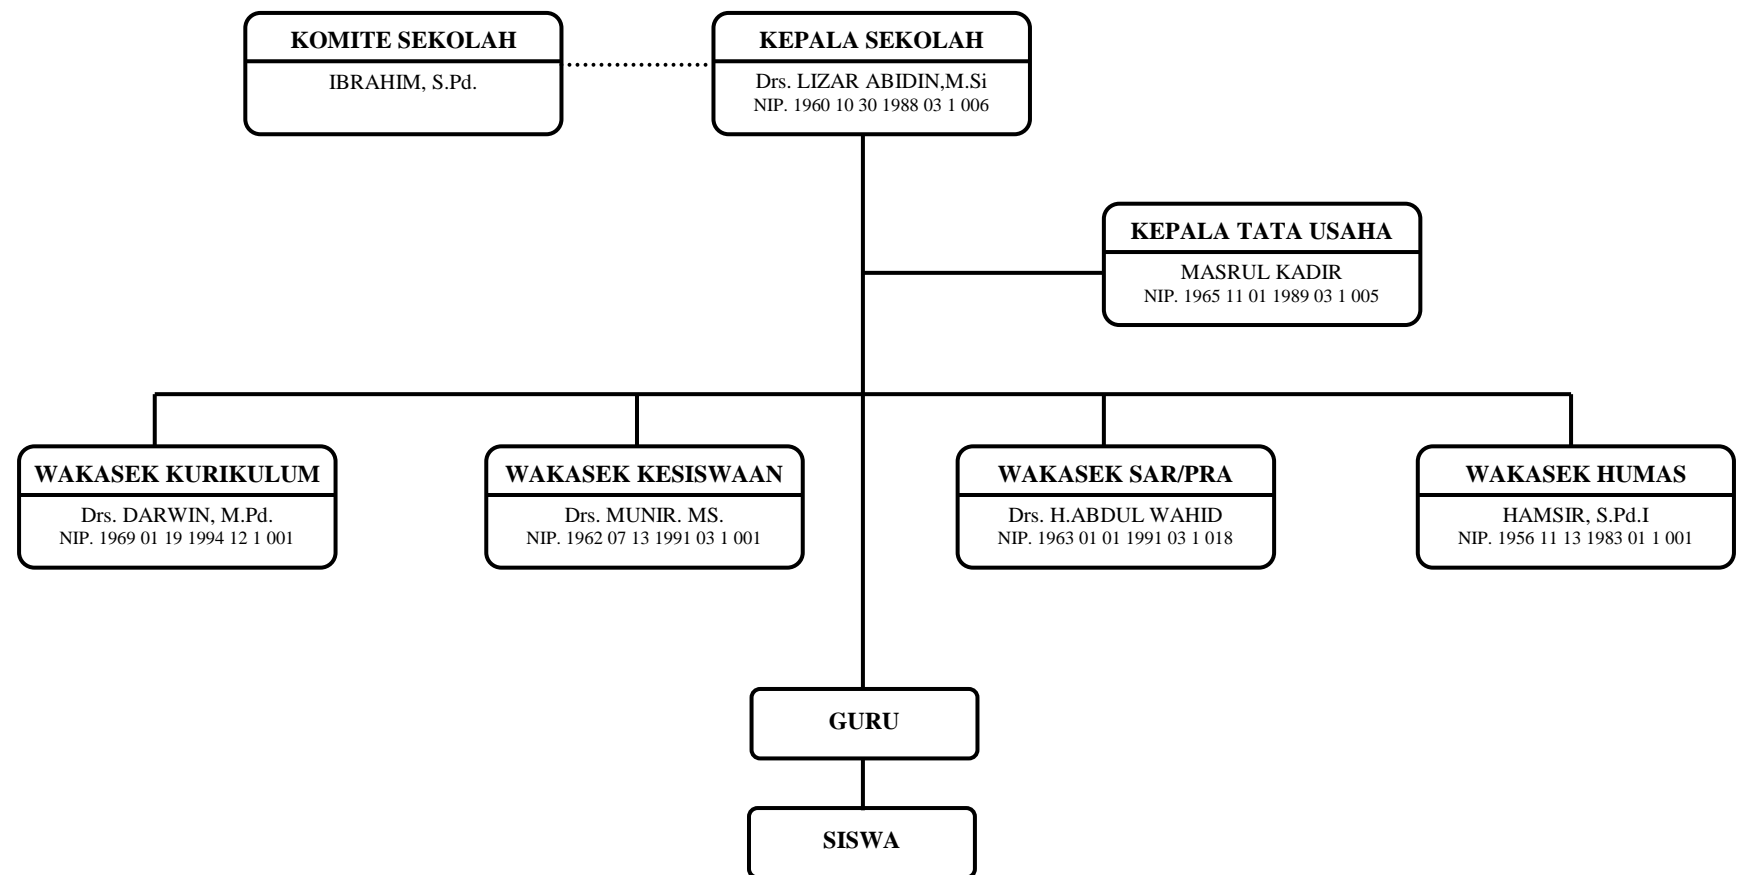 KOMITE SEKOLAH
IBRAHIM, S.Pd.
KEPALA SEKOLAH
Drs. LIZAR ABIDIN,M.Si
NIP. 1960 10 30 1988 03 1 006
KEPALA TATA USAHA
MASRUL KADIR
NIP. 1965 11 01 1989 03 1 005
WAKASEK KURIKULUM
Drs. DARWIN, M.Pd.
NIP. 1969 01 19 1994 12 1 001
WAKASEK KESISWAAN
Drs. MUNIR. MS.
NIP. 1962 07 13 1991 03 1 001
WAKASEK SAR/PRA
Drs. H.ABDUL WAHID
NIP. 1963 01 01 1991 03 1 018
WAKASEK HUMAS
HAMSIR, S.Pd.I
NIP. 1956 11 13 1983 01 1 001
GURU
SISWA